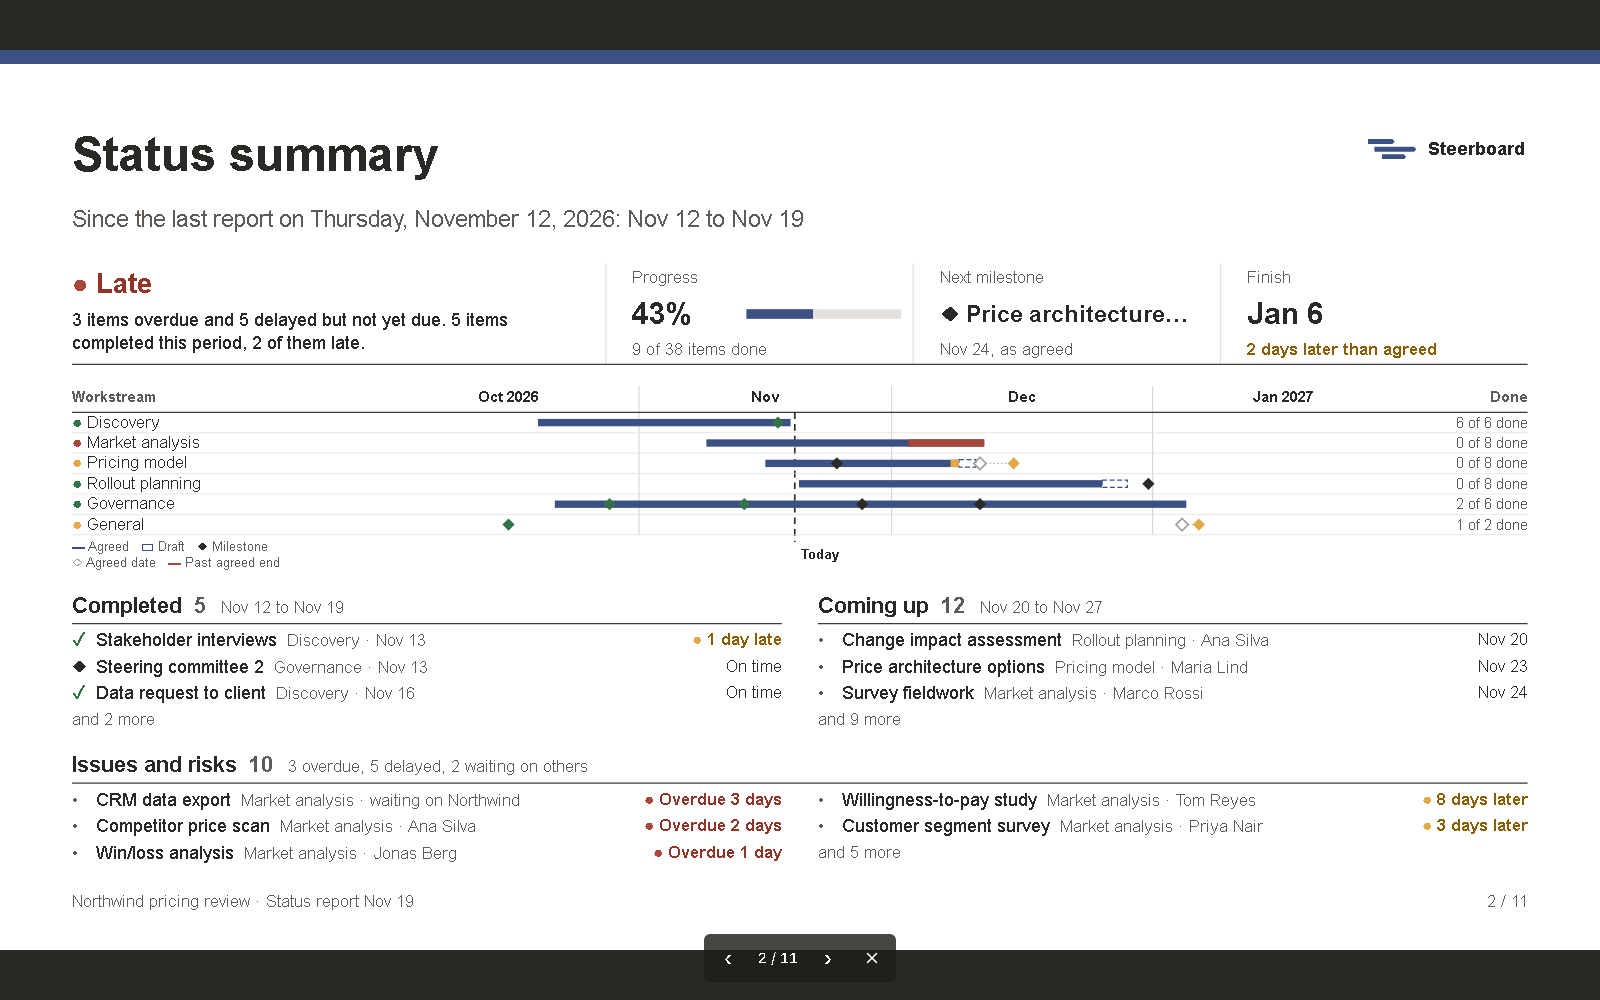 Status summary
Steerboard
Since the last report on Thursday, November 12, 2026: Nov 12 to Nov 19
Late
3 items overdue and 5 delayed but not yet due. 5 items
completed this period, 2 of them late.
Progress
43%
9 of 38 items done
Next milestone
Price architecture...
Nov 24, as agreed
Finish
Jan 6
2 days later than agreed
Workstream Oct 2026 Nov Dec Jan 2027 Done
Discovery 6 of 6 done
Market analysis 0 of 8 done
Pricing model 0 of 8 done
Rollout planning 0 of 8 done
Governance 2 of 6 done
General 1 of 2 done
Agreed Draft Milestone
Agreed date Past agreed end
Today
Completed 5 Nov 12 to Nov 19
✓ Stakeholder interviews Discovery · Nov 13 1 day late
Steering committee 2 Governance · Nov 13 On time
✓ Data request to client Discovery · Nov 16 On time
and 2 more
Coming up 12 Nov 20 to Nov 27
• Change impact assessment Rollout planning · Ana Silva Nov 20
• Price architecture options Pricing model · Maria Lind Nov 23
• Survey fieldwork Market analysis · Marco Rossi Nov 24
and 9 more
Issues and risks 10 3 overdue, 5 delayed, 2 waiting on others
• CRM data export Market analysis · waiting on Northwind Overdue 3 days
• Competitor price scan Market analysis · Ana Silva Overdue 2 days
• Win/loss analysis Market analysis · Jonas Berg Overdue 1 day
• Willingness-to-pay study Market analysis · Tom Reyes 8 days later
• Customer segment survey Market analysis · Priya Nair 3 days later
and 5 more
Northwind pricing review · Status report Nov 19
2 / 11
‹ 2 / 11 › ✕